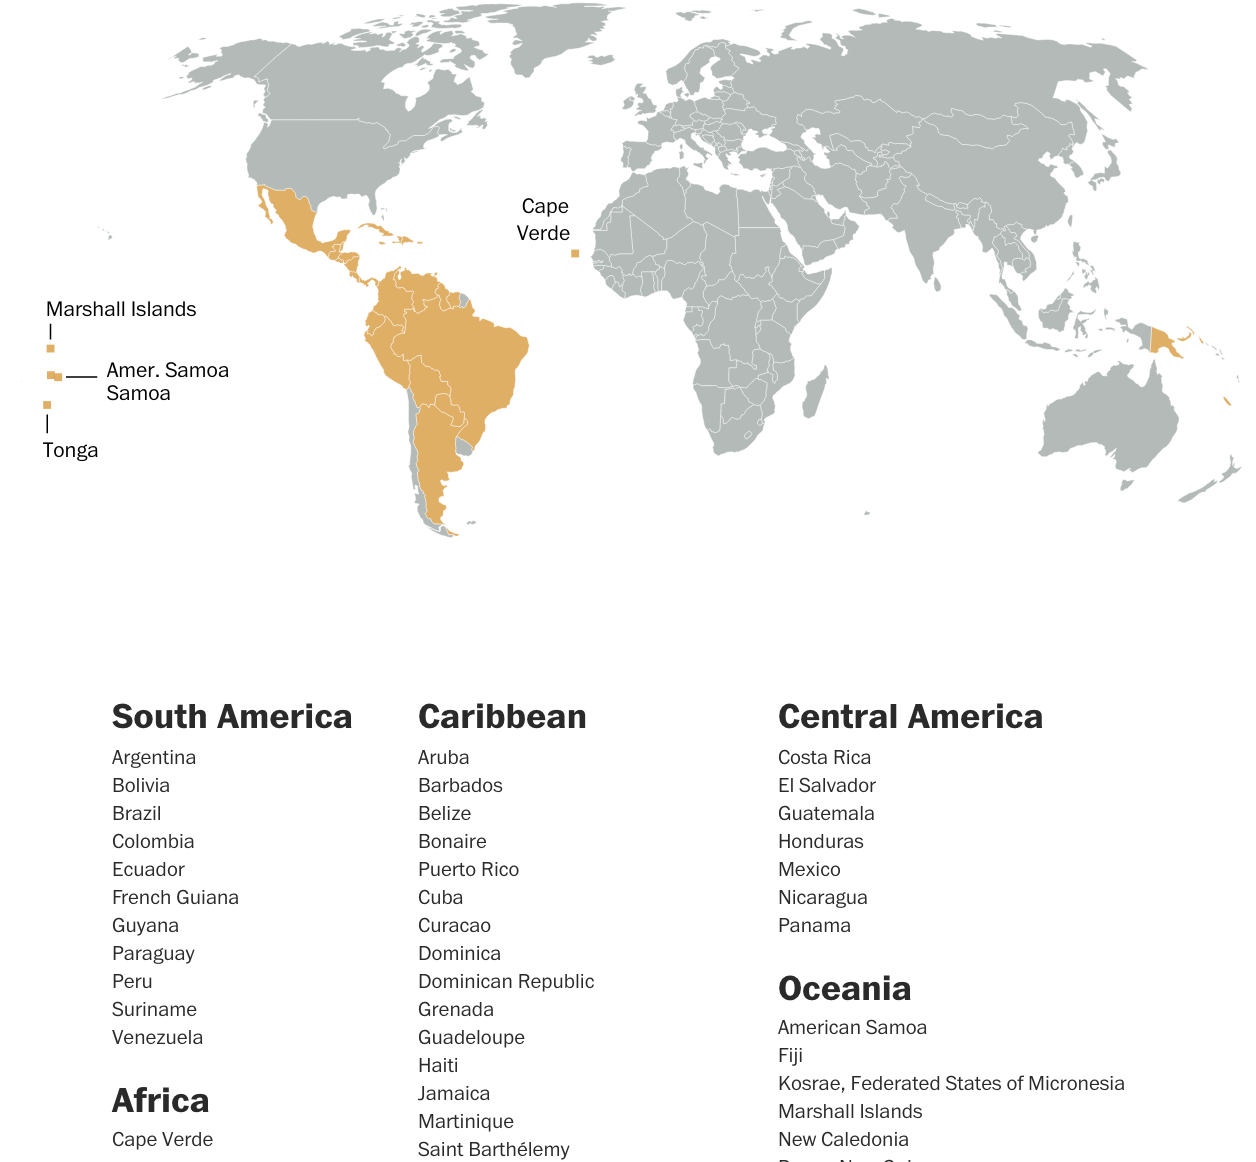 Cape
Verde
Marshall Islands
Amer. Samoa
Samoa
Tonga
South America
Argentina
Bolivia
Brazil
Colombia
Ecuador
French Guiana
Guyana
Paraguay
Peru
Suriname
Venezuela
Africa
Cape Verde
Caribbean
Aruba
Barbados
Belize
Bonaire
Puerto Rico
Cuba
Curacao
Dominica
Dominican Republic
Grenada
Guadeloupe
Haiti
Jamaica
Martinique
Saint Barthélemy
Central America
Costa Rica
El Salvador
Guatemala
Honduras
Mexico
Nicaragua
Panama
Oceania
American Samoa
Fiji
Kosrae, Federated States of Micronesia
Marshall Islands
New Caledonia